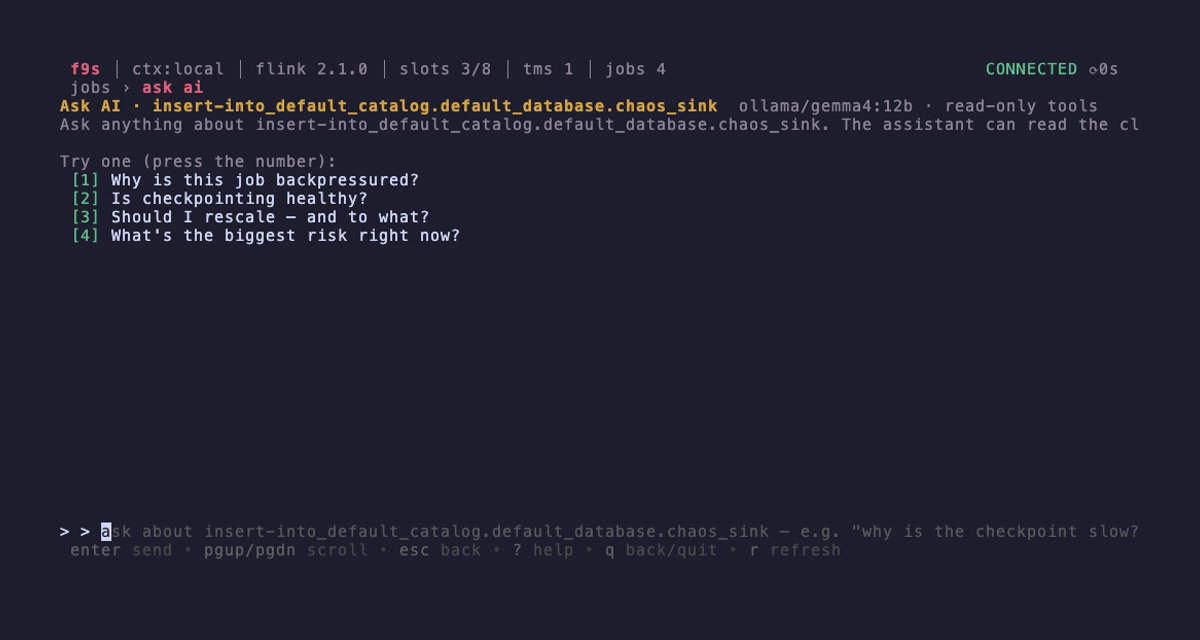 f9s │ ctx:local │ flink 2.1.0 │ slots 3/8 │ tms 1 │ jobs 4 CONNECTED ⟳0s
jobs › ask ai
Ask AI · insert-into_default_catalog.default_database.chaos_sink ollama/gemma4:12b · read-only tools
Ask anything about insert-into_default_catalog.default_database.chaos_sink. The assistant can read the cl
Try one (press the number):
[1] Why is this job backpressured?
[2] Is checkpointing healthy?
[3] Should I rescale — and to what?
[4] What's the biggest risk right now?
> > ask about insert-into_default_catalog.default_database.chaos_sink — e.g. "why is the checkpoint slow?
enter send • pgup/pgdn scroll • esc back • ? help • q back/quit • r refresh